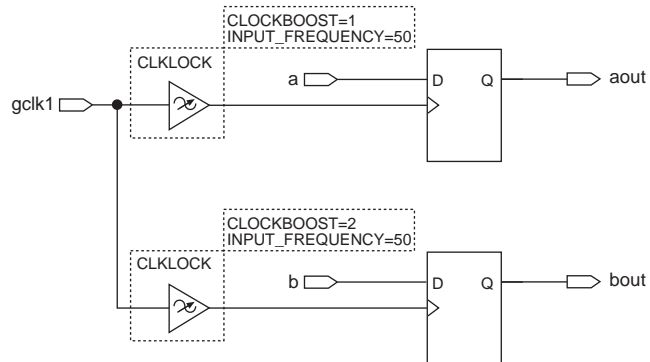 CLOCKBOOST=1
INPUT_FREQUENCY=50
CLKLOCK
a
D
Q
aout
gclk1
CLOCKBOOST=2
INPUT_FREQUENCY=50
CLKLOCK
b
D
Q
bout